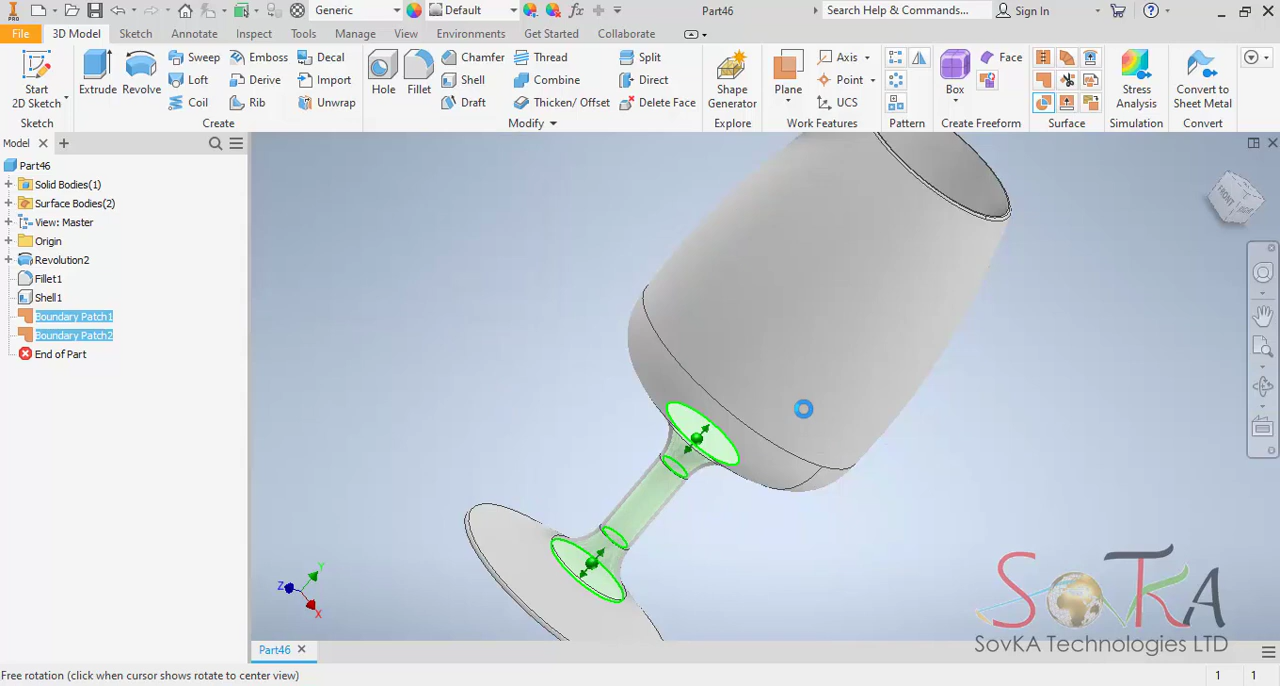 PRO
Generic
Default
fx
Part46
Search Help & Commands...
Sign In
File
3D Model
Sketch
Annotate
Inspect
Tools
Manage
View
Environments
Get Started
Collaborate
Start
2D Sketch
Extrude
Revolve
Sweep
Emboss
Decal
Loft
Derive
Import
Coil
Rib
Unwrap
Hole
Fillet
Chamfer
Thread
Split
Shell
Combine
Direct
Draft
Thicken/ Offset
Delete Face
Shape
Generator
Plane
Axis
Point
UCS
Box
Face
Stress
Analysis
Convert to
Sheet Metal
Sketch
Create
Modify
Explore
Work Features
Pattern
Create Freeform
Surface
Simulation
Convert
Model
Part46
Solid Bodies(1)
Surface Bodies(2)
View: Master
Origin
Revolution2
Fillet1
Shell1
Boundary Patch1
Boundary Patch2
End of Part
FRONT
Y
Z
X
SovKA
SovKA Technologies LTD
Part46
Free rotation (click when cursor shows rotate to center view)
1
1